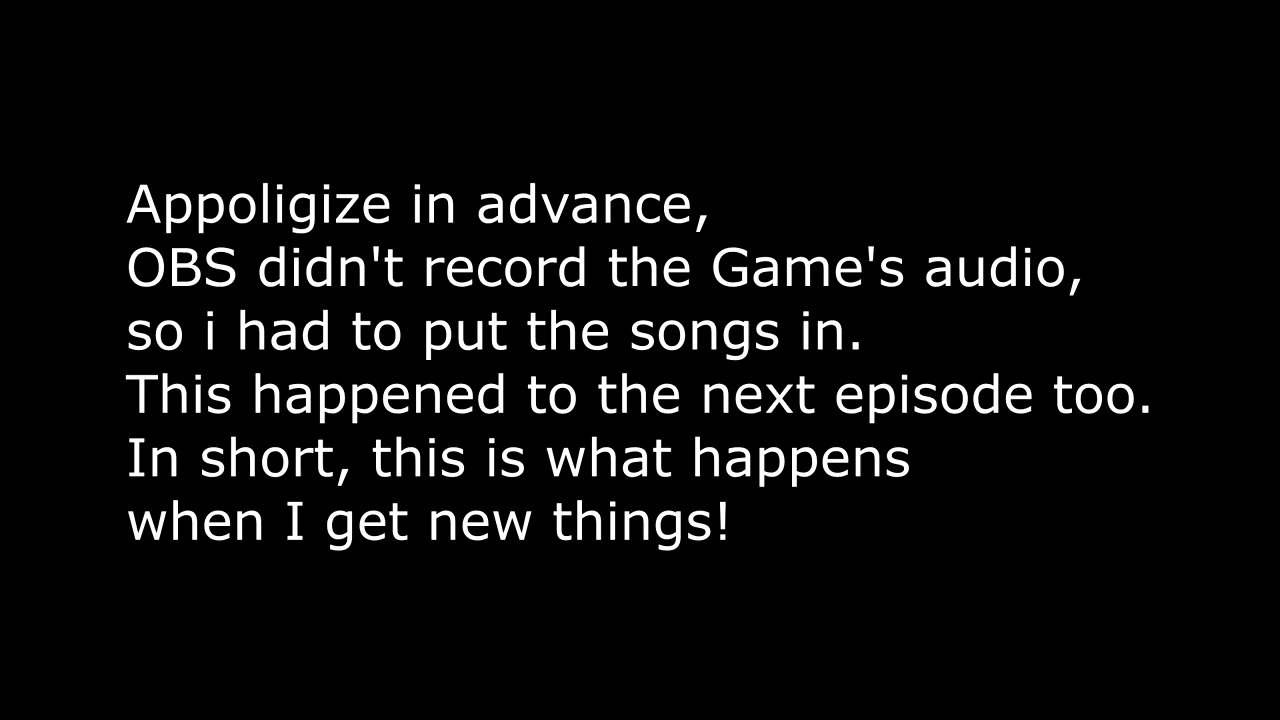 Appoligize in advance,
OBS didn't record the Game's audio,
so i had to put the songs in.
This happened to the next episode too.
In short, this is what happens
when I get new things!